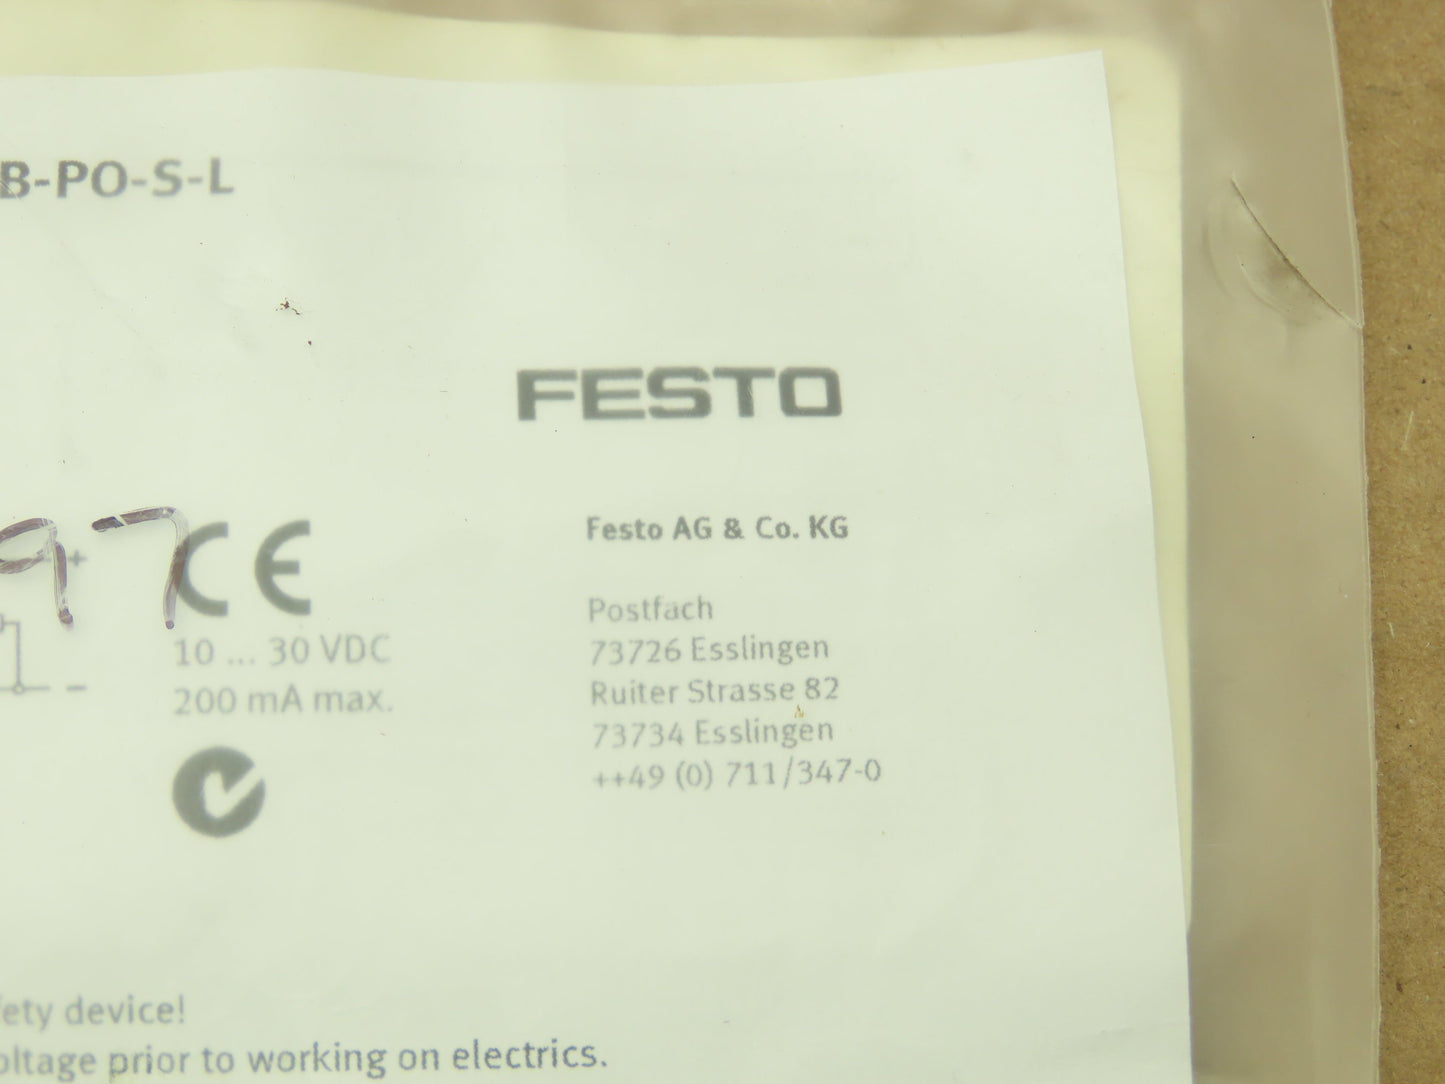 B-PO-S-L
FESTO
97
CE
+
10 ... 30 VDC
200 mA max.
–
Festo AG & Co. KG
Postfach
73726 Esslingen
Ruiter Strasse 82
73734 Esslingen
++49 (0) 711/347-0
fety device!
oltage prior to working on electrics.